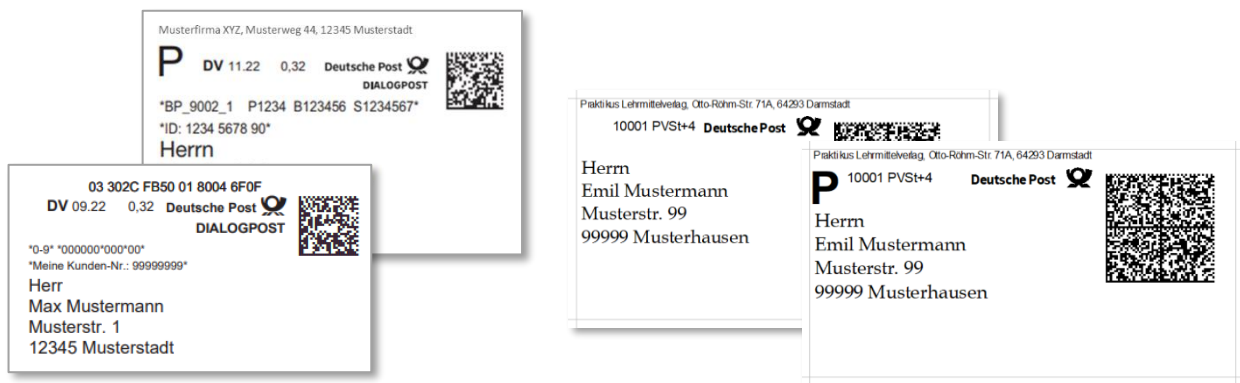 Musterfirma XYZ, Musterweg 44, 12345 Musterstadt
P DV 11.22 0,32 Deutsche Post
DIALOGPOST
*BP_9002_1 P1234 B123456 S1234567*
*ID: 1234 5678 90*
Herrn
03 302C FB50 01 8004 6F0F
DV 09.22 0,32 Deutsche Post
DIALOGPOST
*0-9* *000000*000*00*
*Meine Kunden-Nr.: 99999999*
Herr
Max Mustermann
Musterstr. 1
12345 Musterstadt
Praktikus Lehrmittelverlag, Otto-Röhm-Str. 71A, 64293 Darmstadt
10001 PVSt+4 Deutsche Post
Herrn
Emil Mustermann
Musterstr. 99
99999 Musterhausen
Praktikus Lehrmittelverlag, Otto-Röhm-Str. 71A, 64293 Darmstadt
P 10001 PVSt+4 Deutsche Post
Herrn
Emil Mustermann
Musterstr. 99
99999 Musterhausen